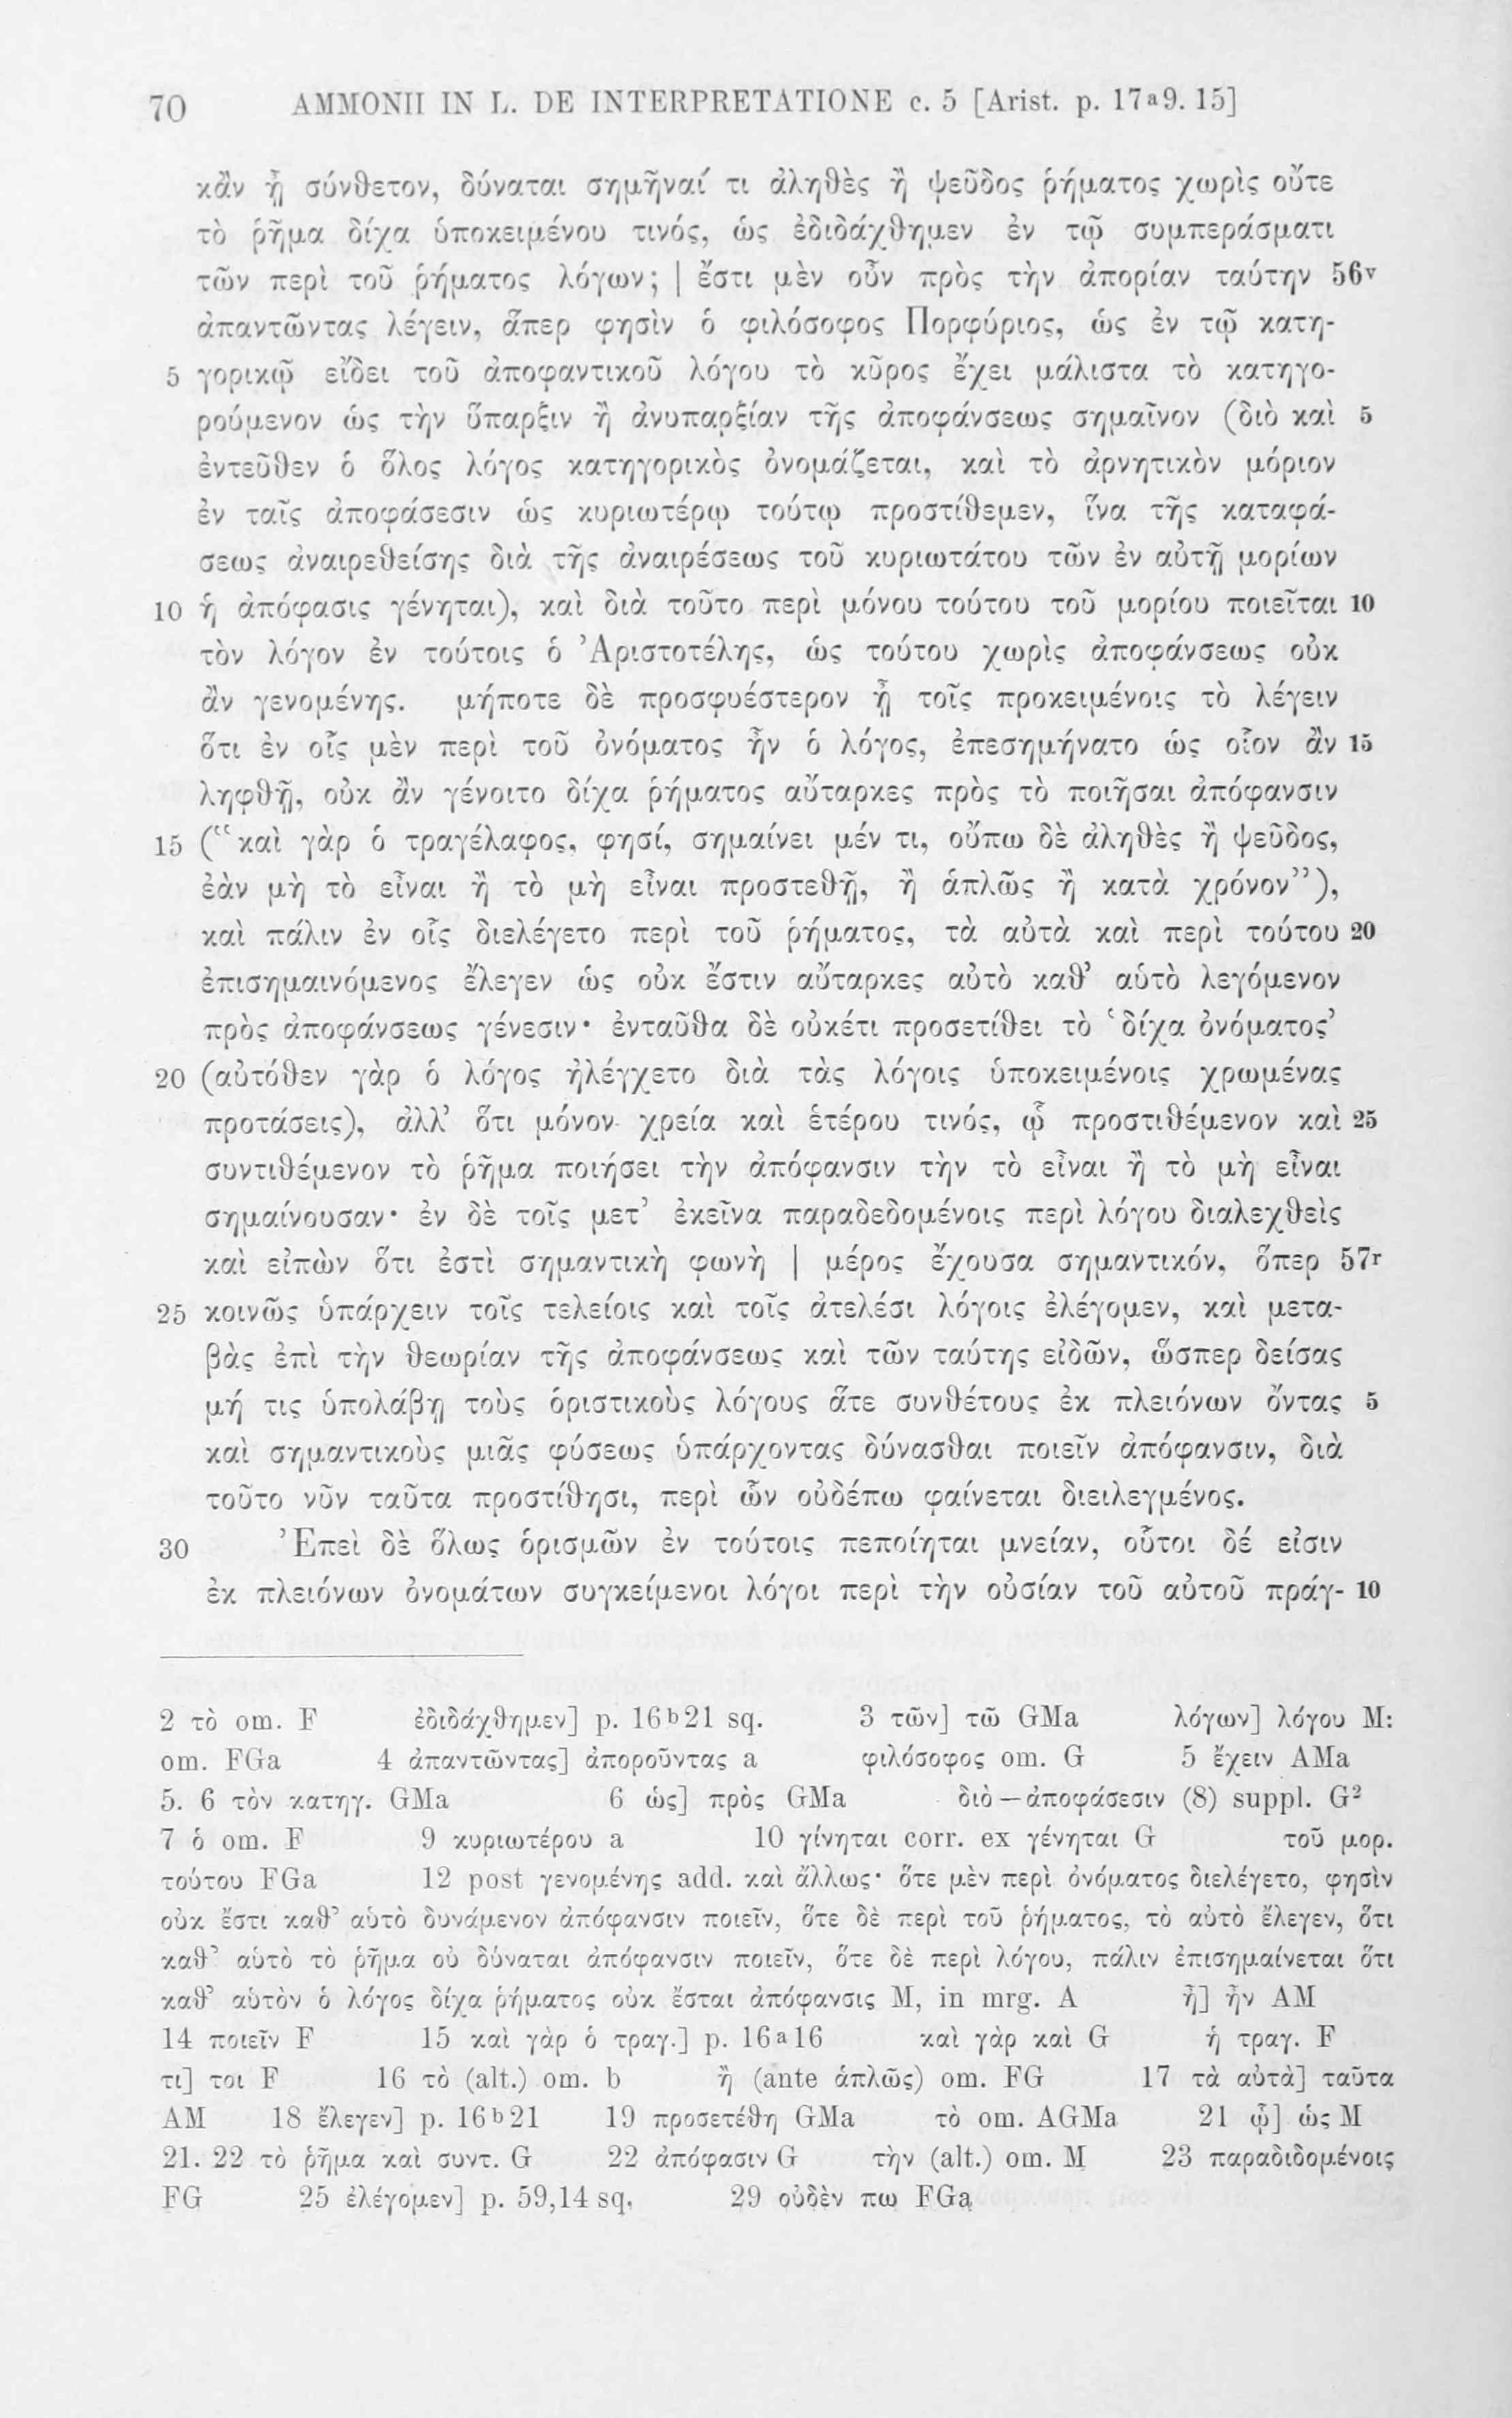 70 AMMONII IN L. DE INTERPRETATIONE c. 5 [Arist. p. 17a9. 15]
κἂν ᾖ σύνθετον, δύναται σημῆναί τι ἀληθὲς ἢ ψεῦδος ῥήματος χωρὶς οὔτε
τὸ ῥῆμα δίχα ὑποκειμένου τινός, ὡς ἐδιδάχθημεν ἐν τῷ συμπεράσματι
τῶν περὶ τοῦ ῥήματος λόγων; | ἔστι μὲν οὖν πρὸς τὴν ἀπορίαν ταύτην 56v
ἀπαντῶντας λέγειν, ἅπερ φησὶν ὁ φιλόσοφος Πορφύριος, ὡς ἐν τῷ κατη-
5 γορικῷ εἴδει τοῦ ἀποφαντικοῦ λόγου τὸ κῦρος ἔχει μάλιστα τὸ κατηγο-
ρούμενον ὡς τὴν ὕπαρξιν ἢ ἀνυπαρξίαν τῆς ἀποφάνσεως σημαῖνον (διὸ καὶ 5
ἐντεῦθεν ὁ ὅλος λόγος κατηγορικὸς ὀνομάζεται, καὶ τὸ ἀρνητικὸν μόριον
ἐν ταῖς ἀποφάσεσιν ὡς κυριωτέρῳ τούτῳ προστίθεμεν, ἵνα τῆς καταφά-
σεως ἀναιρεθείσης διὰ τῆς ἀναιρέσεως τοῦ κυριωτάτου τῶν ἐν αὐτῇ μορίων
10 ἡ ἀπόφασις γένηται), καὶ διὰ τοῦτο περὶ μόνου τούτου τοῦ μορίου ποιεῖται 10
τὸν λόγον ἐν τούτοις ὁ Ἀριστοτέλης, ὡς τούτου χωρὶς ἀποφάνσεως οὐκ
ἂν γενομένης. μήποτε δὲ προσφυέστερον ᾖ τοῖς προκειμένοις τὸ λέγειν
ὅτι ἐν οἷς μὲν περὶ τοῦ ὀνόματος ἦν ὁ λόγος, ἐπεσημήνατο ὡς οἷον ἂν 15
ληφθῇ, οὐκ ἂν γένοιτο δίχα ῥήματος αὔταρκες πρὸς τὸ ποιῆσαι ἀπόφανσιν
15 (“καὶ γὰρ ὁ τραγέλαφος, φησί, σημαίνει μέν τι, οὔπω δὲ ἀληθὲς ἢ ψεῦδος,
ἐὰν μὴ τὸ εἶναι ἢ τὸ μὴ εἶναι προστεθῇ, ἢ ἁπλῶς ἢ κατὰ χρόνον”),
καὶ πάλιν ἐν οἷς διελέγετο περὶ τοῦ ῥήματος, τὰ αὐτὰ καὶ περὶ τούτου 20
ἐπισημαινόμενος ἔλεγεν ὡς οὐκ ἔστιν αὔταρκες αὐτὸ καθ’ αὑτὸ λεγόμενον
πρὸς ἀποφάνσεως γένεσιν· ἐνταῦθα δὲ οὐκέτι προσετίθει τὸ ‘δίχα ὀνόματος’
20 (αὐτόθεν γὰρ ὁ λόγος ἠλέγχετο διὰ τὰς λόγοις ὑποκειμένοις χρωμένας
προτάσεις), ἀλλ’ ὅτι μόνον χρεία καὶ ἑτέρου τινός, ᾧ προστιθέμενον καὶ 25
συντιθέμενον τὸ ῥῆμα ποιήσει τὴν ἀπόφανσιν τὴν τὸ εἶναι ἢ τὸ μὴ εἶναι
σημαίνουσαν· ἐν δὲ τοῖς μετ’ ἐκεῖνα παραδεδομένοις περὶ λόγου διαλεχθεὶς
καὶ εἰπὼν ὅτι ἐστὶ σημαντικὴ φωνὴ | μέρος ἔχουσα σημαντικόν, ὅπερ 57r
25 κοινῶς ὑπάρχειν τοῖς τελείοις καὶ τοῖς ἀτελέσι λόγοις ἐλέγομεν, καὶ μετα-
βὰς ἐπὶ τὴν θεωρίαν τῆς ἀποφάνσεως καὶ τῶν ταύτης εἰδῶν, ὥσπερ δείσας
μή τις ὑπολάβῃ τοὺς ὁριστικοὺς λόγους ἅτε συνθέτους ἐκ πλειόνων ὄντας 5
καὶ σημαντικοὺς μιᾶς φύσεως ὑπάρχοντας δύνασθαι ποιεῖν ἀπόφανσιν, διὰ
τοῦτο νῦν ταῦτα προστίθησι, περὶ ὧν οὐδέπω φαίνεται διειλεγμένος.
30 Ἐπεὶ δὲ ὅλως ὁρισμῶν ἐν τούτοις πεποίηται μνείαν, οὗτοι δέ εἰσιν
ἐκ πλειόνων ὀνομάτων συγκείμενοι λόγοι περὶ τὴν οὐσίαν τοῦ αὐτοῦ πράγ- 10
2 τὸ om. F ἐδιδάχθημεν] p. 16b21 sq. 3 τῶν] τῶ GMa λόγων] λόγου M:
om. FGa 4 ἀπαντῶντας] ἀποροῦντας a φιλόσοφος om. G 5 ἔχειν AMa
5. 6 τὸν κατηγ. GMa 6 ὡς] πρὸς GMa διὸ—ἀποφάσεσιν (8) suppl. G²
7 ὁ om. F 9 κυριωτέρου a 10 γίνηται corr. ex γένηται G τοῦ μορ.
τούτου FGa 12 post γενομένης add. καὶ ἄλλως· ὅτε μὲν περὶ ὀνόματος διελέγετο, φησὶν
οὐκ ἔστι καθ’ αὑτὸ δυνάμενον ἀπόφανσιν ποιεῖν, ὅτε δὲ περὶ τοῦ ῥήματος, τὸ αὐτὸ ἔλεγεν, ὅτι
καθ’ αὑτὸ τὸ ῥῆμα οὐ δύναται ἀπόφανσιν ποιεῖν, ὅτε δὲ περὶ λόγου, πάλιν ἐπισημαίνεται ὅτι
καθ’ αὑτὸν ὁ λόγος δίχα ῥήματος οὐκ ἔσται ἀπόφανσις M, in mrg. A ᾖ] ἦν AM
14 ποιεῖν F 15 καὶ γὰρ ὁ τραγ.] p. 16a16 καὶ γὰρ καὶ G ἡ τραγ. F
τι] τοι F 16 τὸ (alt.) om. b ἢ (ante ἁπλῶς) om. FG 17 τὰ αὐτὰ] ταῦτα
AM 18 ἔλεγεν] p. 16b21 19 προσετέθη GMa τὸ om. AGMa 21 ᾧ] ὡς M
21. 22 τὸ ῥῆμα καὶ συντ. G 22 ἀπόφασιν G τὴν (alt.) om. M 23 παραδιδομένοις
FG 25 ἐλέγομεν] p. 59,14 sq. 29 οὐδὲν πω FGa